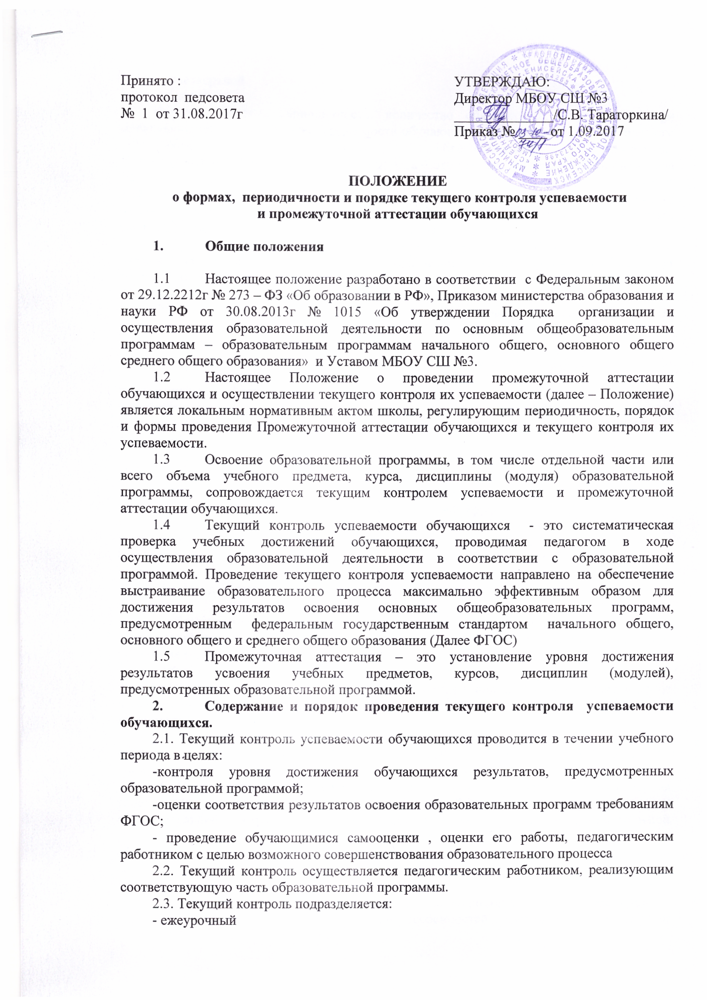 Принято :
протокол педсовета
№ 1 от 31.08.2017г
УТВЕРЖДАЮ:
Директор МБОУ СШ №3
/С.В. Тараторкина/
Приказ № 03-10- от 1.09.2017
ПОЛОЖЕНИЕ
о формах, периодичности и порядке текущего контроля успеваемости
и промежуточной аттестации обучающихся
1. Общие положения
1.1 Настоящее положение разработано в соответствии с Федеральным законом
от 29.12.2212г № 273 – ФЗ «Об образовании в РФ», Приказом министерства образования и
науки РФ от 30.08.2013г № 1015 «Об утверждении Порядка организации и
осуществления образовательной деятельности по основным общеобразовательным
программам – образовательным программам начального общего, основного общего
среднего общего образования» и Уставом МБОУ СШ №3.
1.2 Настоящее Положение о проведении промежуточной аттестации
обучающихся и осуществлении текущего контроля их успеваемости (далее – Положение)
является локальным нормативным актом школы, регулирующим периодичность, порядок
и формы проведения Промежуточной аттестации обучающихся и текущего контроля их
успеваемости.
1.3 Освоение образовательной программы, в том числе отдельной части или
всего объема учебного предмета, курса, дисциплины (модуля) образовательной
программы, сопровождается текущим контролем успеваемости и промежуточной
аттестации обучающихся.
1.4 Текущий контроль успеваемости обучающихся - это систематическая
проверка учебных достижений обучающихся, проводимая педагогом в ходе
осуществления образовательной деятельности в соответствии с образовательной
программой. Проведение текущего контроля успеваемости направлено на обеспечение
выстраивание образовательного процесса максимально эффективным образом для
достижения результатов освоения основных общеобразовательных программ,
предусмотренным федеральным государственным стандартом начального общего,
основного общего и среднего общего образования (Далее ФГОС)
1.5 Промежуточная аттестация – это установление уровня достижения
результатов усвоения учебных предметов, курсов, дисциплин (модулей),
предусмотренных образовательной программой.
2. Содержание и порядок проведения текущего контроля успеваемости
обучающихся.
2.1. Текущий контроль успеваемости обучающихся проводится в течении учебного
периода в целях:
-контроля уровня достижения обучающихся результатов, предусмотренных
образовательной программой;
-оценки соответствия результатов освоения образовательных программ требованиям
ФГОС;
- проведение обучающимися самооценки , оценки его работы, педагогическим
работником с целью возможного совершенствования образовательного процесса
2.2. Текущий контроль осуществляется педагогическим работником, реализующим
соответствующую часть образовательной программы.
2.3. Текущий контроль подразделяется:
- ежеурочный